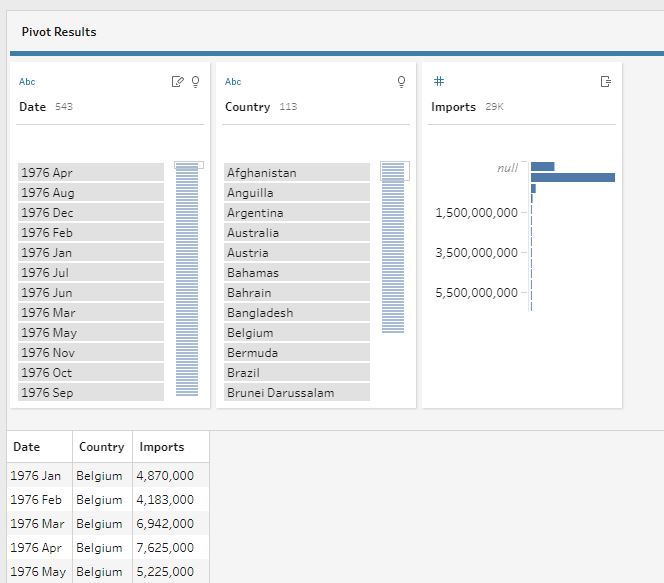 Pivot Results
Abc
Date 543
1976 Apr
1976 Aug
1976 Dec
1976 Feb
1976 Jan
1976 Jul
1976 Jun
1976 Mar
1976 May
1976 Nov
1976 Oct
1976 Sep
Abc
Country 113
Afghanistan
Anguilla
Argentina
Australia
Austria
Bahamas
Bahrain
Bangladesh
Belgium
Bermuda
Brazil
Brunei Darussalam
#
Imports 29K
null
1,500,000,000
3,500,000,000
5,500,000,000
Date Country Imports
1976 Jan Belgium 4,870,000
1976 Feb Belgium 4,183,000
1976 Mar Belgium 6,942,000
1976 Apr Belgium 7,625,000
1976 May Belgium 5,225,000